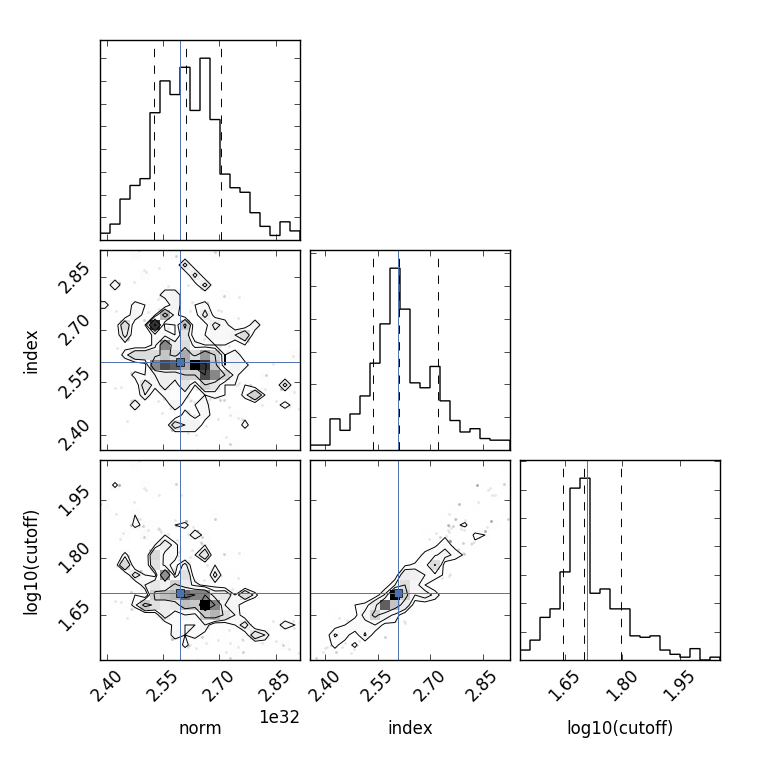 2.85
2.70
2.55
2.40
index
1.95
1.80
1.65
log10(cutoff)
2.40 2.55 2.70 2.85
2.40 2.55 2.70 2.85
1.65 1.80 1.95
1e32
norm index log10(cutoff)